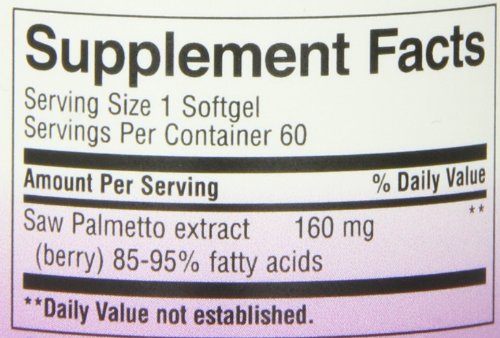 Supplement Facts
Serving Size 1 Softgel
Servings Per Container 60
Amount Per Serving % Daily Value
Saw Palmetto extract 160 mg **
(berry) 85-95% fatty acids
**Daily Value not established.